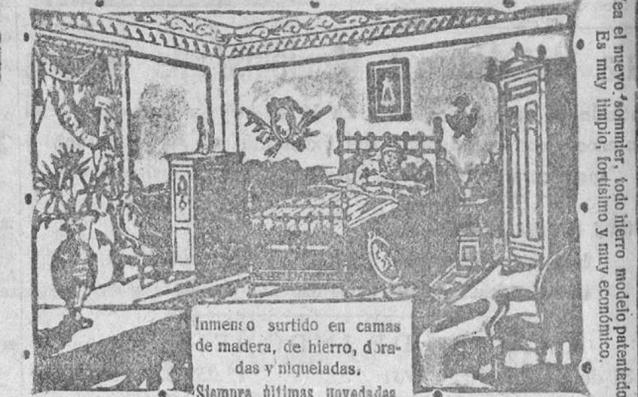 Inmenso surtido en camas
de madera, de hierro, dora-
das y niqueladas.
Siempre últimas novedades
ea el nuevo sommier, todo hierro modelo patentado
Es muy limpio, fortísimo y muy económico.